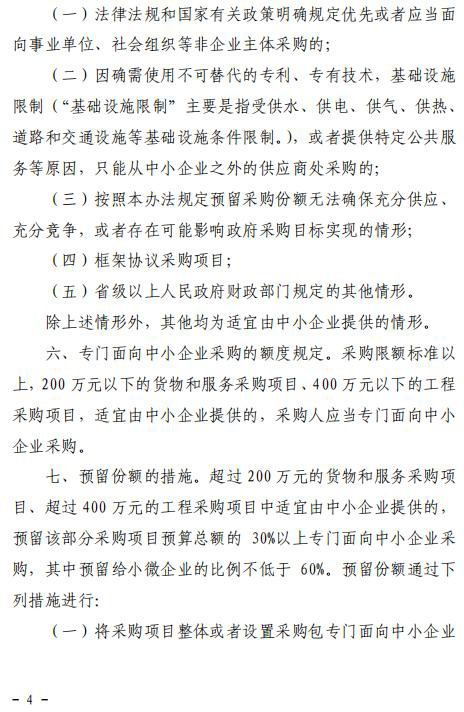 （一）法律法规和国家有关政策明确规定优先或者应当面
向事业单位、社会组织等非企业主体采购的；
（二）因确需使用不可替代的专利、专有技术，基础设施
限制（“基础设施限制”主要是指受供水、供电、供气、供热、
道路和交通设施等基础设施条件限制。），或者提供特定公共服
务等原因，只能从中小企业之外的供应商处采购的；
（三）按照本办法规定预留采购份额无法确保充分供应、
充分竞争，或者存在可能影响政府采购目标实现的情形；
（四）框架协议采购项目；
（五）省级以上人民政府财政部门规定的其他情形。
除上述情形外，其他均为适宜由中小企业提供的情形。
六、专门面向中小企业采购的额度规定。采购限额标准以
上，200 万元以下的货物和服务采购项目、400 万元以下的工程
采购项目，适宜由中小企业提供的，采购人应当专门面向中小
企业采购。
七、预留份额的措施。超过 200 万元的货物和服务采购项
目、超过 400 万元的工程采购项目中适宜由中小企业提供的，
预留该部分采购项目预算总额的 30%以上专门面向中小企业采
购，其中预留给小微企业的比例不低于 60%。预留份额通过下
列措施进行：
（一）将采购项目整体或者设置采购包专门面向中小企业
- 4 -